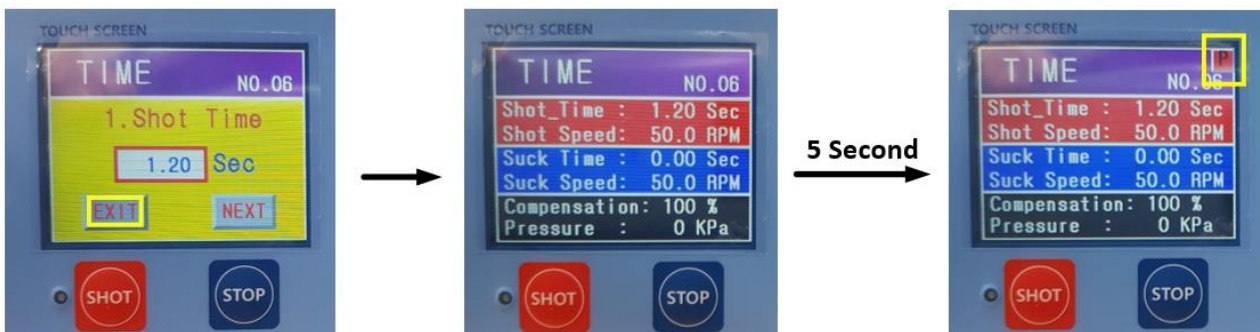 TOUCH SCREEN
TIME
NO.06
1.Shot Time
1.20 Sec
EXIT
NEXT
SHOT
STOP
TOUCH SCREEN
TIME
NO.06
Shot_Time : 1.20 Sec
Shot Speed: 50.0 RPM
Suck Time : 0.00 Sec
Suck Speed: 50.0 RPM
Compensation: 100 %
Pressure : 0 KPa
SHOT
STOP
5 Second
TOUCH SCREEN
P
TIME
NO.06
Shot_Time : 1.20 Sec
Shot Speed: 50.0 RPM
Suck Time : 0.00 Sec
Suck Speed: 50.0 RPM
Compensation: 100 %
Pressure : 0 KPa
SHOT
STOP